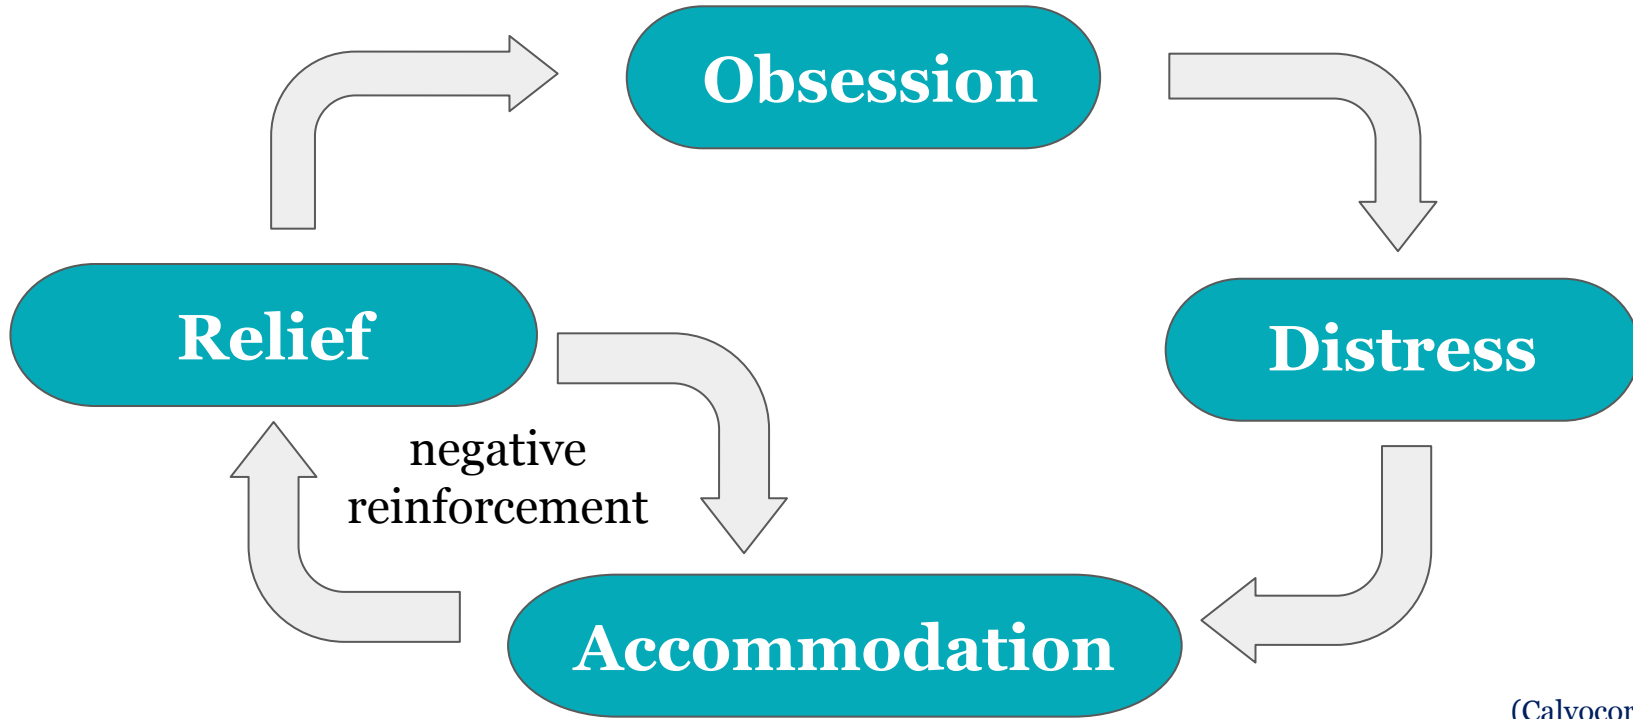 Obsession
Relief
Distress
negative
reinforcement
Accommodation